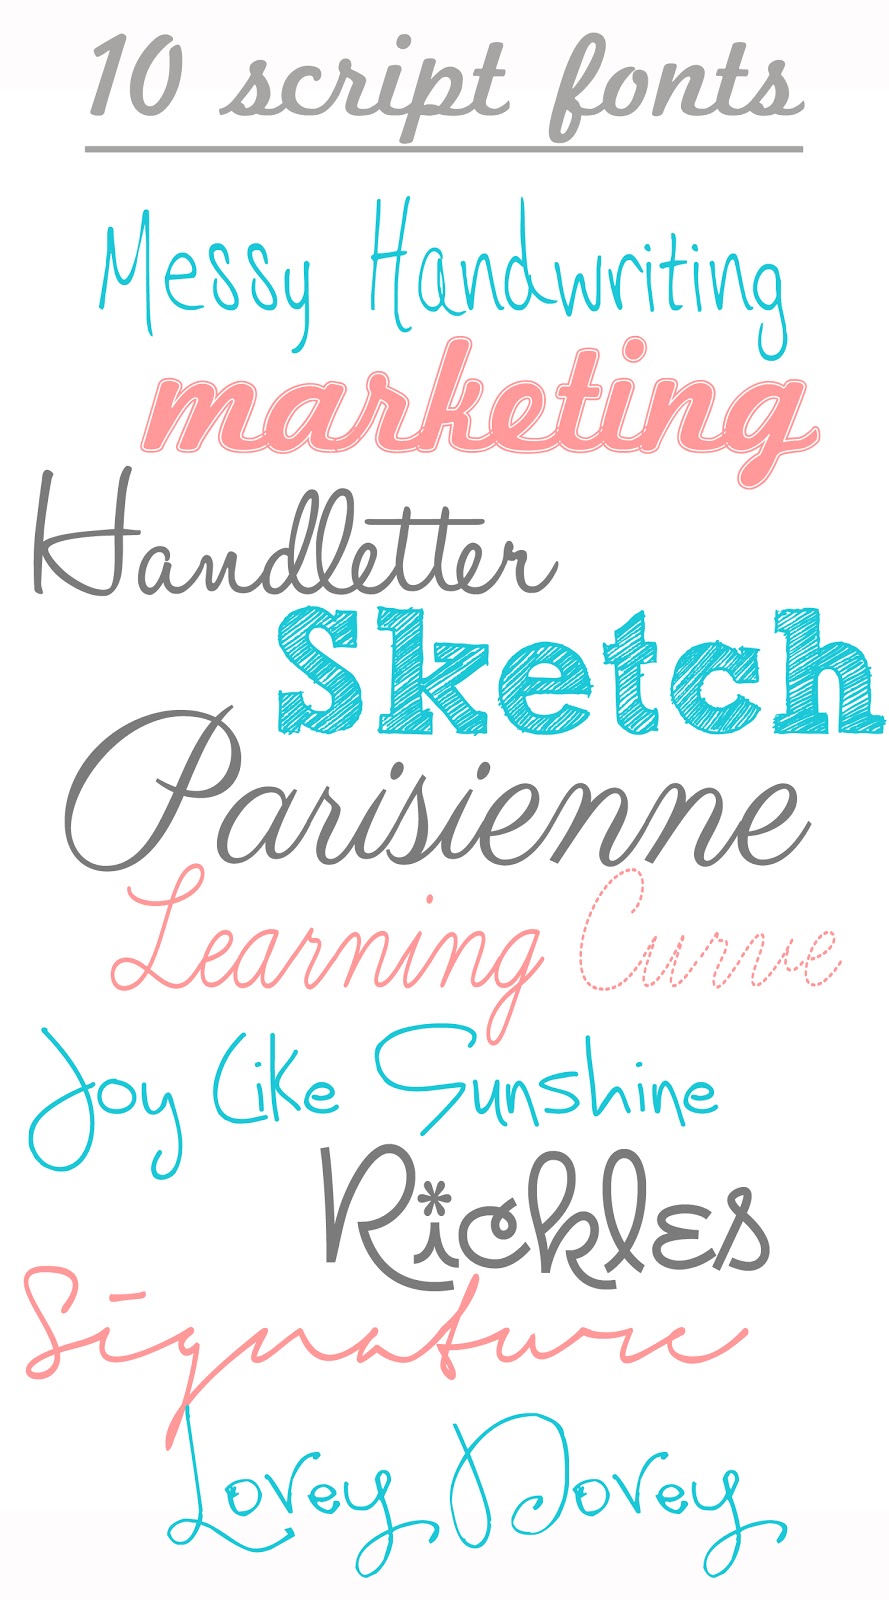 10 script fonts
Messy Handwriting
marketing
Handletter
Sketch
Parisienne
Learning Curve
Joy Like Sunshine
Rickles
Signature
Lovey Dovey